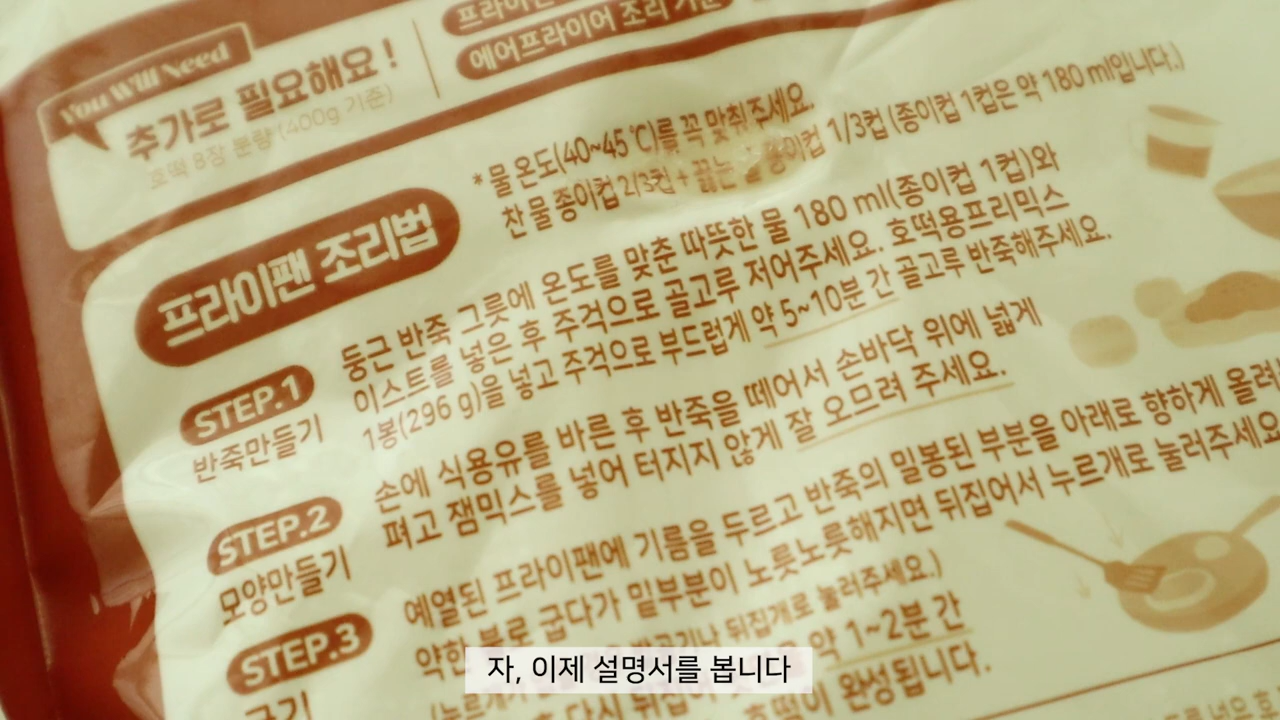 You Will Need
추가로 필요해요 !
호떡 8장 분량 (400g 기준)
에어프라이어 조리 기준
프라이팬 조리법
*물 온도(40~45℃)를 꼭 맞춰주세요.
찬물 종이컵 2/3컵 + 끓는 물 종이컵 1/3컵 (종이컵 1컵은 약 180 ml입니다.)
STEP.1
반죽만들기
둥근 반죽 그릇에 온도를 맞춘 따뜻한 물 180 ml(종이컵 1컵)와
이스트를 넣은 후 주걱으로 골고루 저어주세요. 호떡용프리믹스
1봉(296 g)을 넣고 주걱으로 부드럽게 약 5~10분 간 골고루 반죽해주세요.
STEP.2
모양만들기
손에 식용유를 바른 후 반죽을 떼어서 손바닥 위에 넓게
펴고 잼믹스를 넣어 터지지 않게 잘 오므려 주세요.
STEP.3
굽기
예열된 프라이팬에 기름을 두르고 반죽의 밀봉된 부분을 아래로 향하게 올려
약한 불로 굽다가 밑부분이 노릇노릇해지면 뒤집어서 누르개로 눌러주세요
뒤집개로 눌러주세요.)
약 1~2분 간
다시 호떡이 완성됩니다.
자, 이제 설명서를 봅니다